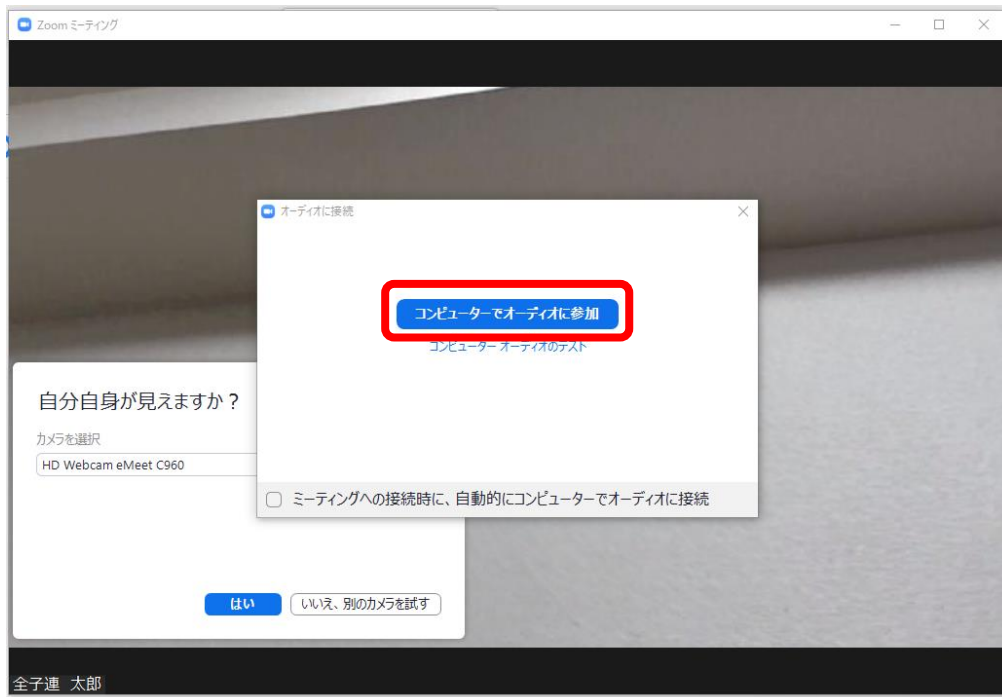 Zoom ミーティング
オーディオに接続
コンピューターでオーディオに参加
コンピューター オーディオのテスト
自分自身が見えますか？
カメラを選択
HD Webcam eMeet C960
ミーティングへの接続時に、自動的にコンピューターでオーディオに接続
はい
いいえ、別のカメラを試す
全子連 太郎